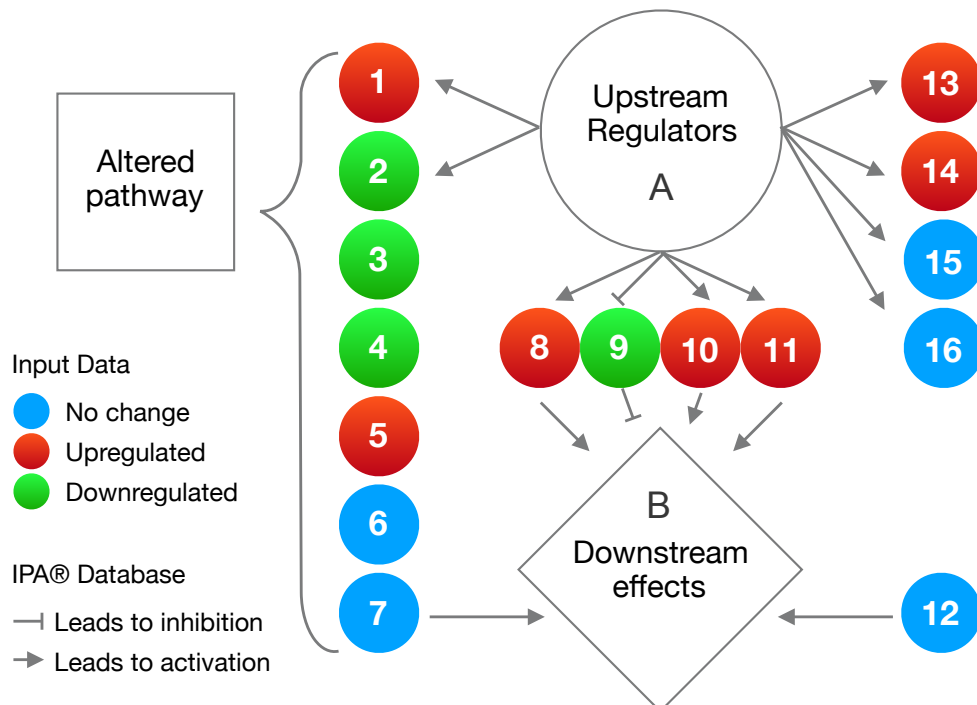 Altered
pathway
1
2
3
4
5
6
7
Upstream
Regulators
A
8
9
10
11
B
Downstream
effects
13
14
15
16
12
Input Data
No change
Upregulated
Downregulated
IPA® Database
Leads to inhibition
Leads to activation